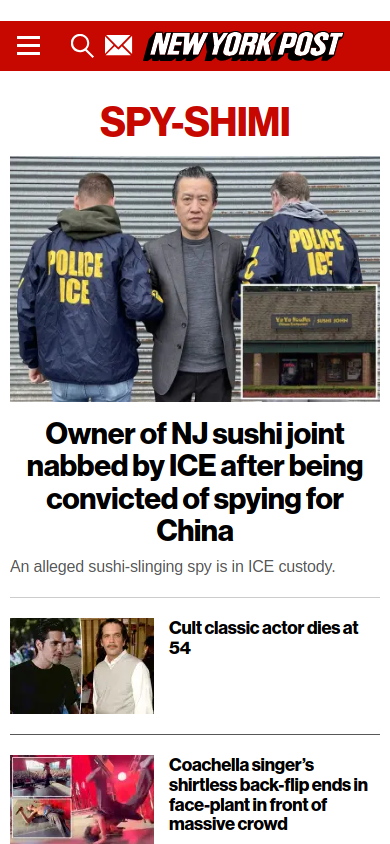 NEW YORK POST
SPY-SHIMI
POLICE
ICE
POLICE
ICE
SUSHI JOHN
Owner of NJ sushi joint
nabbed by ICE after being
convicted of spying for
China
An alleged sushi-slinging spy is in ICE custody.
Cult classic actor dies at
54
Coachella singer’s
shirtless back-flip ends in
face-plant in front of
massive crowd